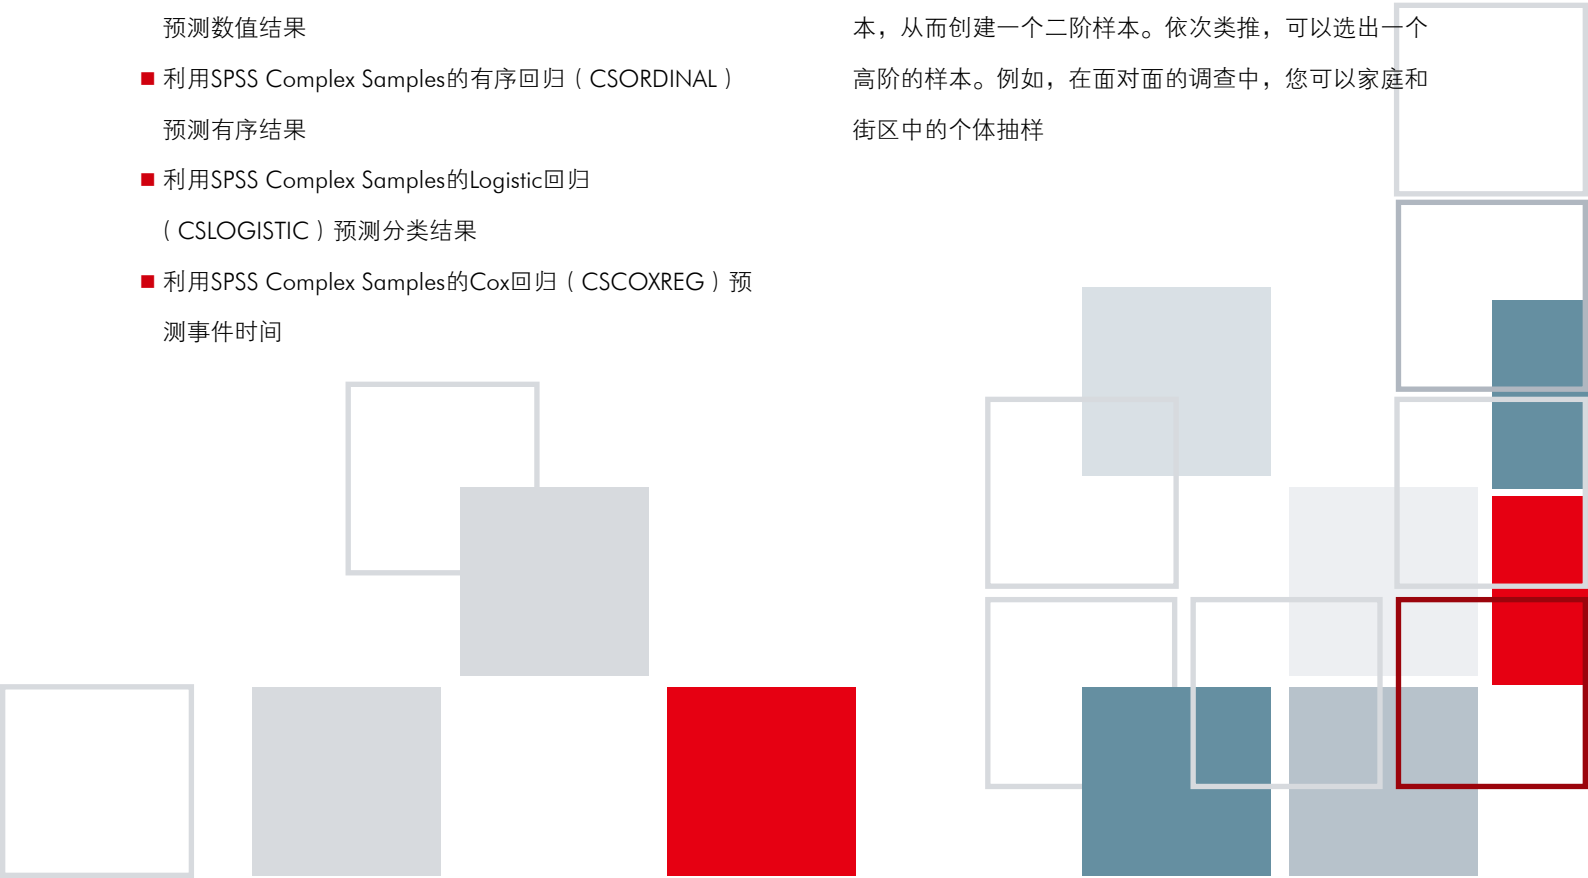 预测数值结果
■ 利用SPSS Complex Samples的有序回归（CSORDINAL）
预测有序结果
■ 利用SPSS Complex Samples的Logistic回归
（CSLOGISTIC）预测分类结果
■ 利用SPSS Complex Samples的Cox回归（CSCOXREG）预
测事件时间
本，从而创建一个二阶样本。依次类推，可以选出一个
高阶的样本。例如，在面对面的调查中，您可以家庭和
街区中的个体抽样